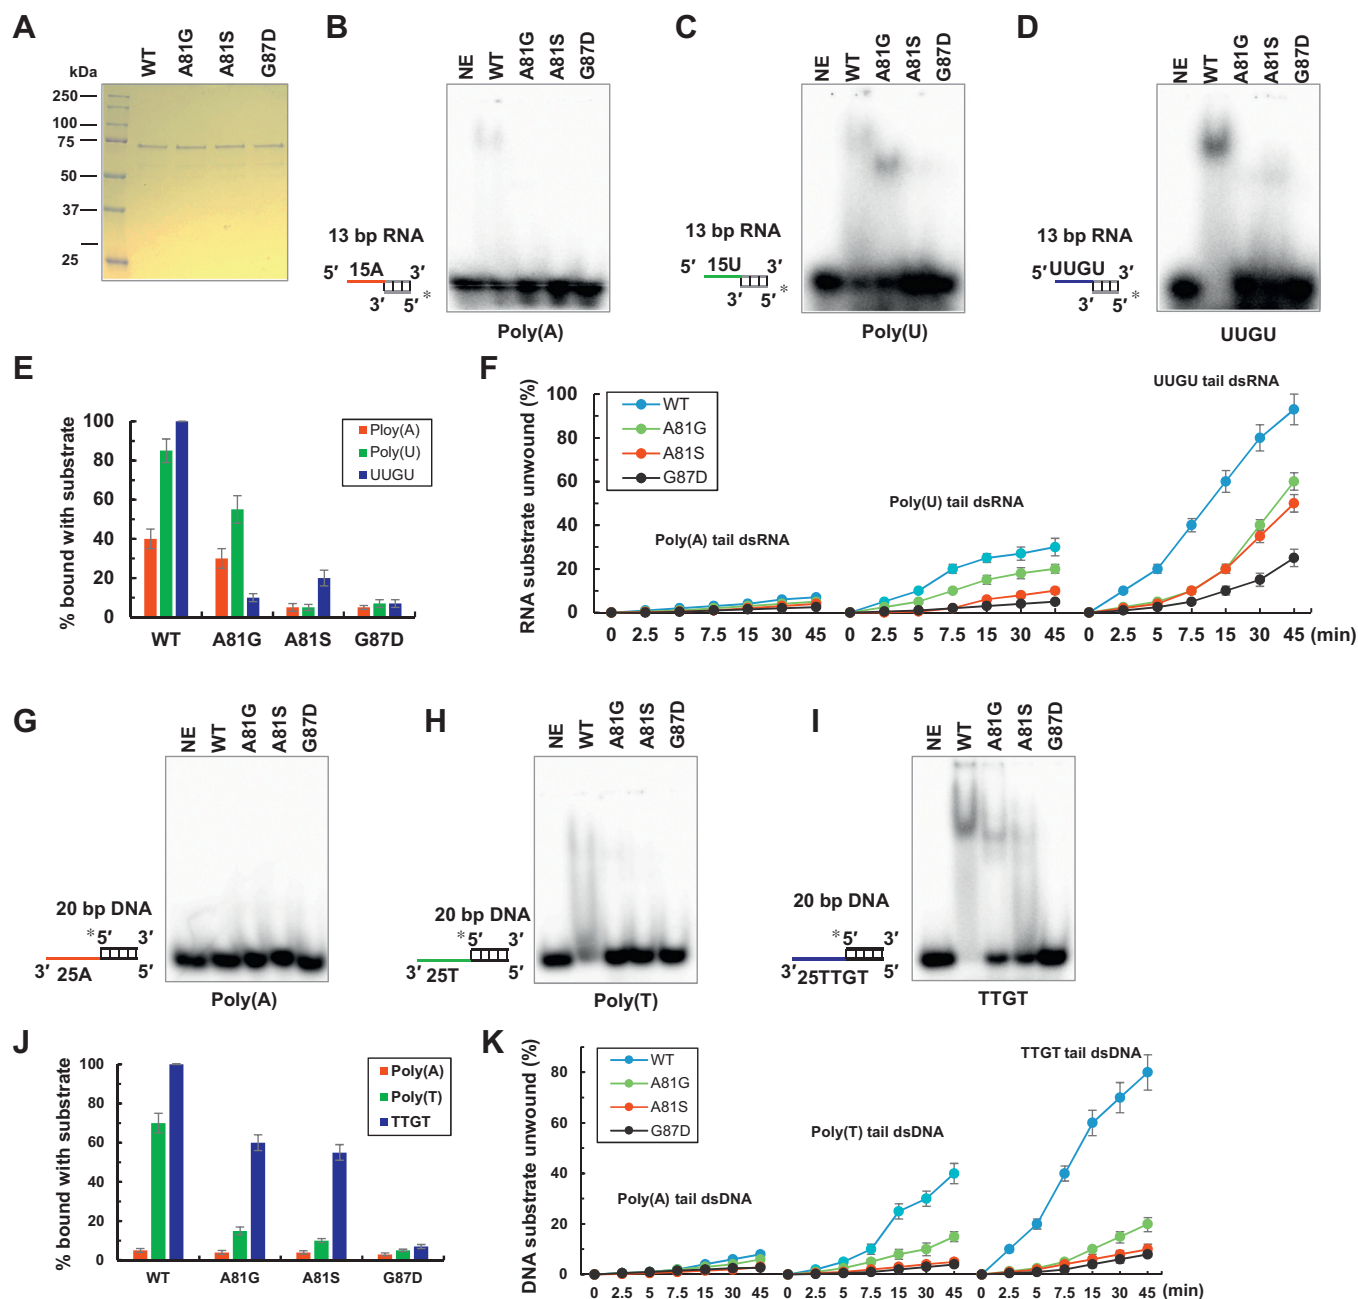 A
kDa
WT
A81G
A81S
G87D
250
100
75
50
37
25
B
NE
WT
A81G
A81S
G87D
13 bp RNA
5′ 15A 3′
3′ 5′ *
Poly(A)
C
NE
WT
A81G
A81S
G87D
13 bp RNA
5′ 15U 3′
3′ 5′ *
Poly(U)
D
NE
WT
A81G
A81S
G87D
13 bp RNA
5′ UUGU 3′
3′ 5′ *
UUGU
E
% bound with substrate
100
80
60
40
20
0
Ploy(A)
Poly(U)
UUGU
WT A81G A81S G87D
F
RNA substrate unwound (%)
100
80
60
40
20
0
WT
A81G
A81S
G87D
Poly(A) tail dsRNA
Poly(U) tail dsRNA
UUGU tail dsRNA
0 2.5 5 7.5 15 30 45 0 2.5 5 7.5 15 30 45 0 2.5 5 7.5 15 30 45 (min)
G
NE
WT
A81G
A81S
G87D
20 bp DNA
* 5′ 3′
3′ 25A 5′
Poly(A)
H
NE
WT
A81G
A81S
G87D
20 bp DNA
* 5′ 3′
3′ 25T 5′
Poly(T)
I
NE
WT
A81G
A81S
G87D
20 bp DNA
* 5′ 3′
3′ 25TTGT 5′
TTGT
J
% bound with substrate
100
80
60
40
20
0
Poly(A)
Poly(T)
TTGT
WT A81G A81S G87D
K
DNA substrate unwound (%)
80
60
40
20
0
WT
A81G
A81S
G87D
Poly(A) tail dsDNA
Poly(T) tail dsDNA
TTGT tail dsDNA
0 2.5 5 7.5 15 30 45 0 2.5 5 7.5 15 30 45 0 2.5 5 7.5 15 30 45 (min)